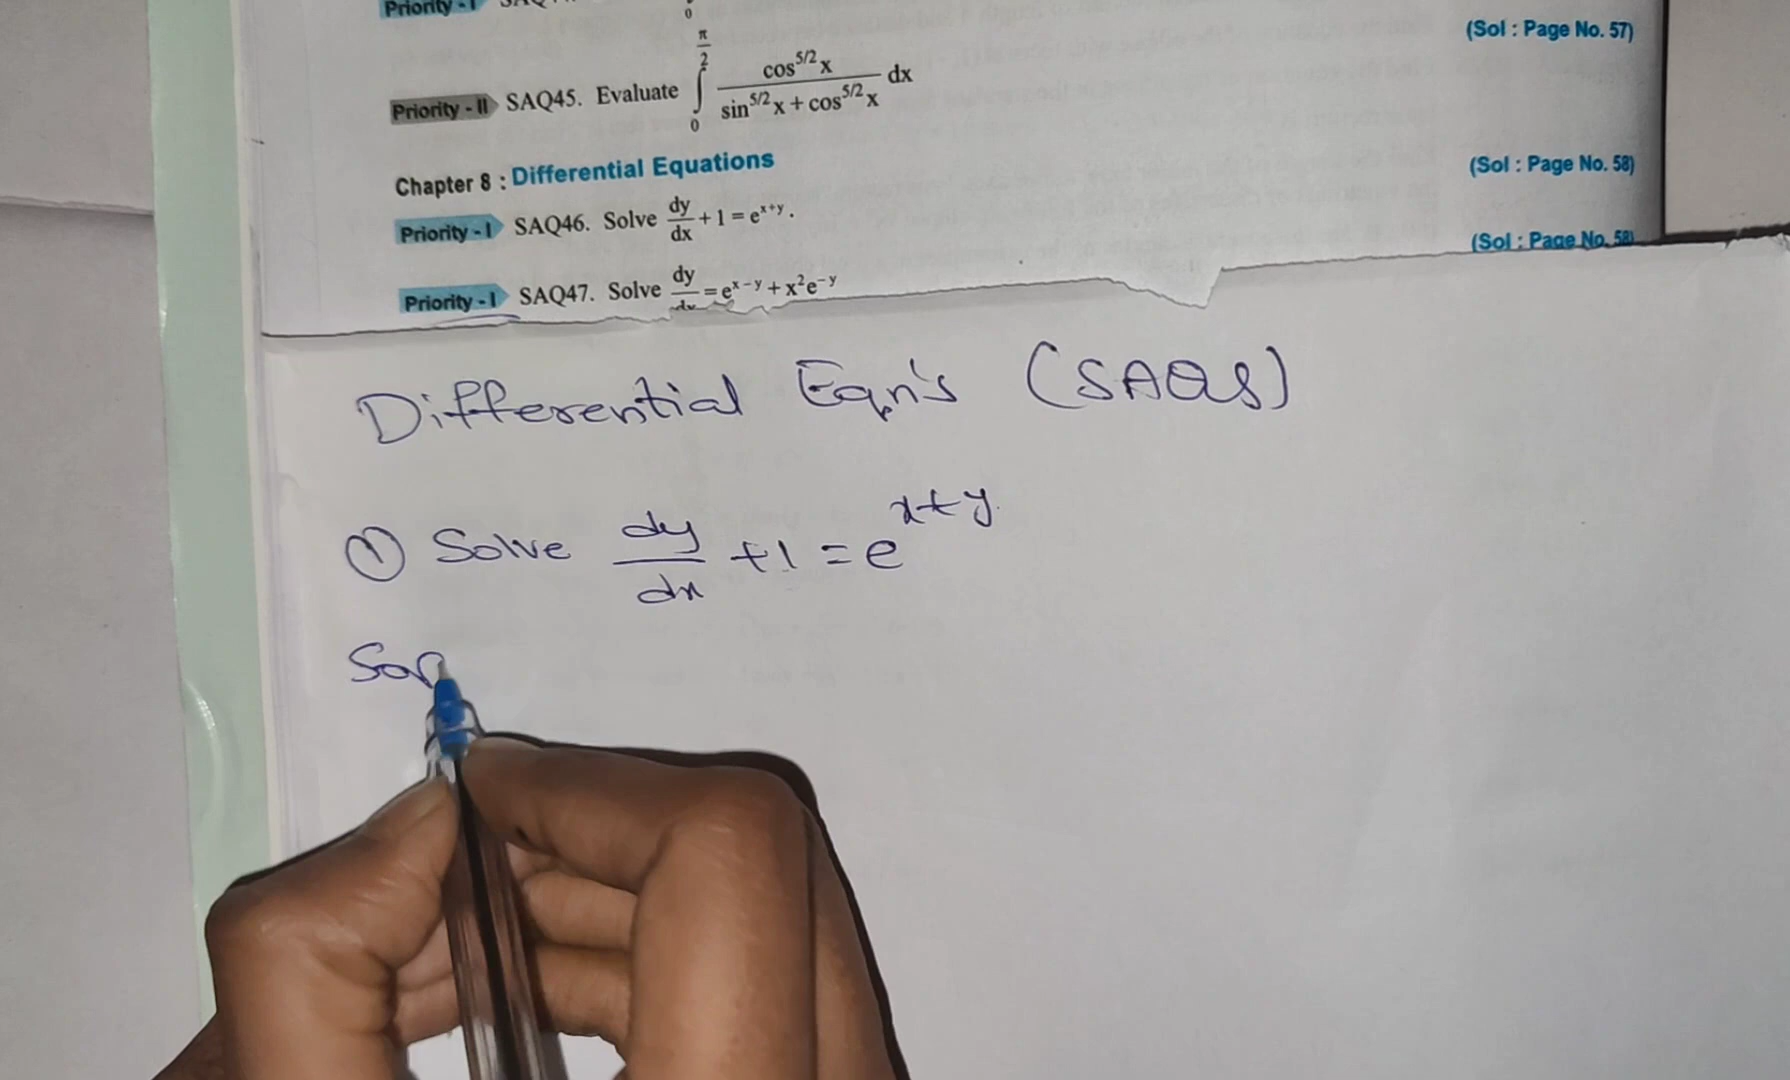 Priority - I
0
(Sol : Page No. 57)
Priority - II SAQ45. Evaluate ∫₀^(π/2) cos^(5/2) x / (sin^(5/2) x + cos^(5/2) x) dx
Chapter 8 : Differential Equations
(Sol : Page No. 58)
Priority - I SAQ46. Solve dy/dx + 1 = e^(x+y).
(Sol : Page No. 58)
Priority - I SAQ47. Solve dy/dx = e^(x-y) + x²e^(-y)
Differential Eqn's (SAQs)
① Solve dy/dx + 1 = e^(x+y).